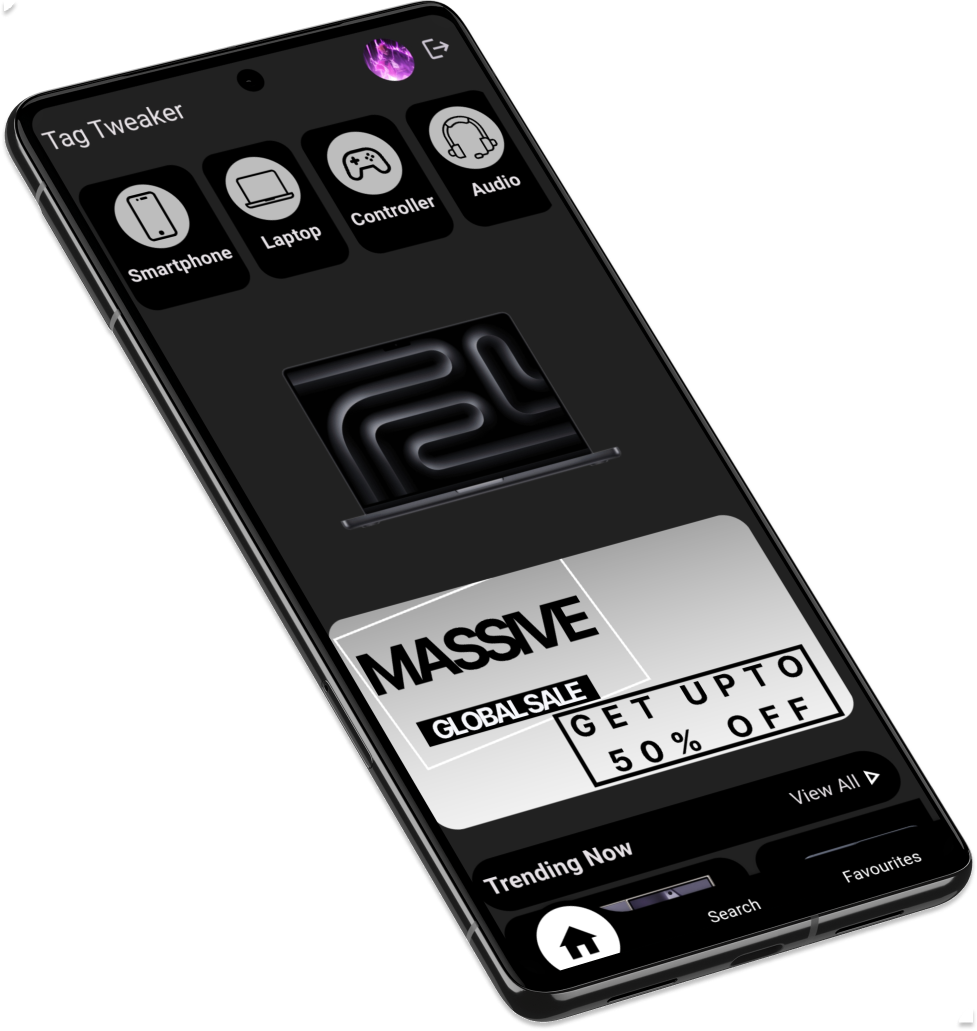 Tag Tweaker
Smartphone
Laptop
Controller
Audio
MASSIVE
GLOBAL SALE
GET UPTO
50% OFF
Trending Now
View All
Search
Favourites